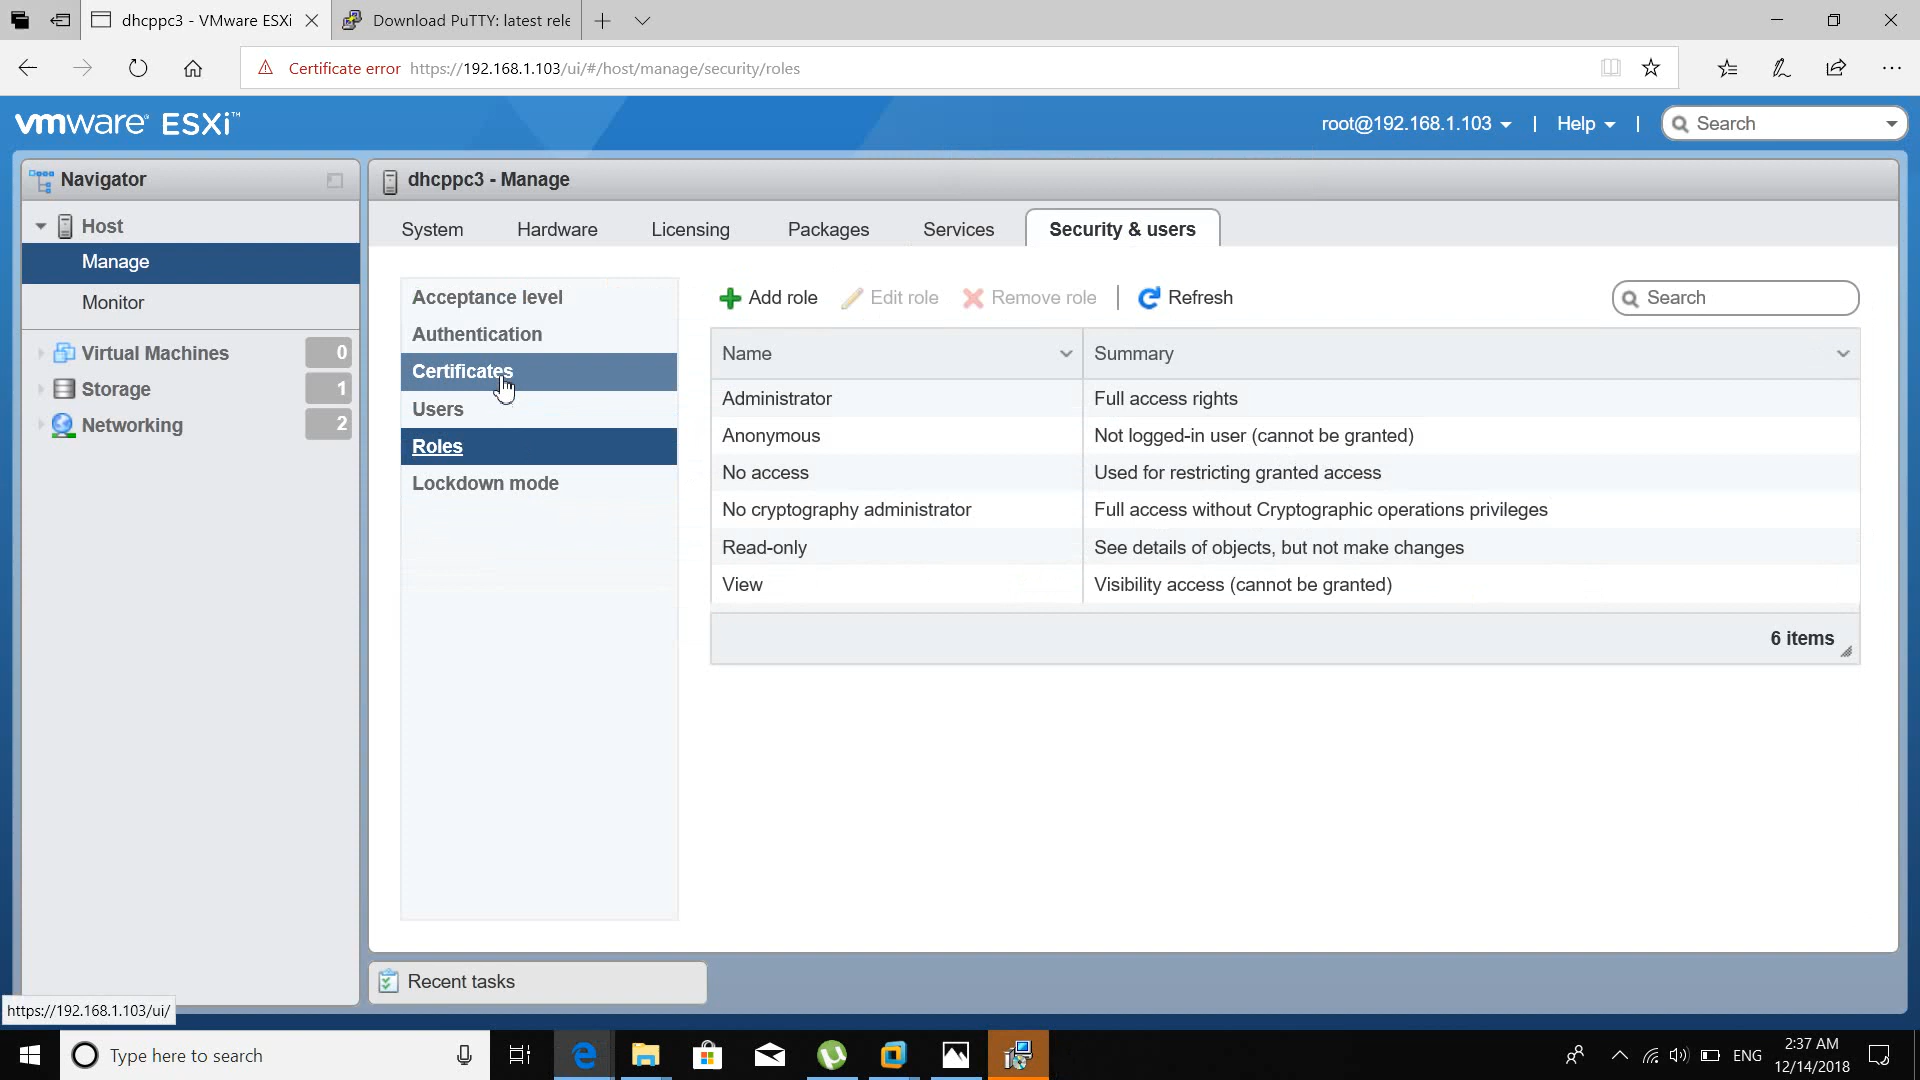 dhcppc3 - VMware ESXi
Download PuTTY: latest rele
Certificate error https://192.168.1.103/ui/#/host/manage/security/roles
vmware ESXi™
root@192.168.1.103
Help
Search
Navigator
Host
Manage
Monitor
Virtual Machines 0
Storage 1
Networking 2
dhcppc3 - Manage
System Hardware Licensing Packages Services Security & users
Acceptance level
Authentication
Certificates
Users
Roles
Lockdown mode
Add role Edit role Remove role Refresh
Search
Name Summary
Administrator Full access rights
Anonymous Not logged-in user (cannot be granted)
No access Used for restricting granted access
No cryptography administrator Full access without Cryptographic operations privileges
Read-only See details of objects, but not make changes
View Visibility access (cannot be granted)
6 items
Recent tasks
https://192.168.1.103/ui/
Type here to search
ENG
2:37 AM
12/14/2018